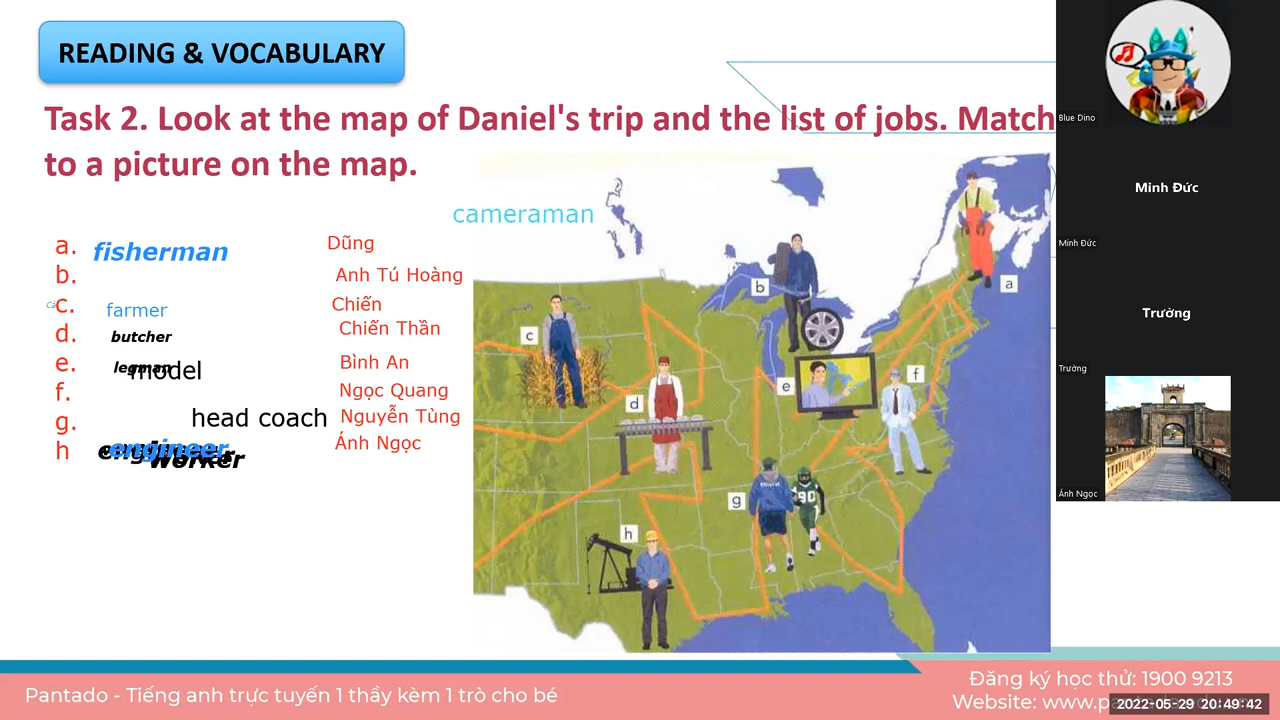 READING & VOCABULARY
Task 2. Look at the map of Daniel's trip and the list of jobs. Match
to a picture on the map.
cameraman
a. fisherman Dũng
b. Anh Tú Hoàng
c. farmer Chiến
d. butcher Chiến Thần
e. model Bình An
f. Ngọc Quang
g. head coach Nguyễn Tùng
h engineer worker Ánh Ngọc
a
b
c
d
e
f
g
h
90
Blue Dino
Minh Đức
Minh Đức
Trường
Trường
Ánh Ngọc
Pantado - Tiếng anh trực tuyến 1 thầy kèm 1 trò cho bé
Đăng ký học thử: 1900 9213
Website: www.pa
2022-05-29 20:49:42